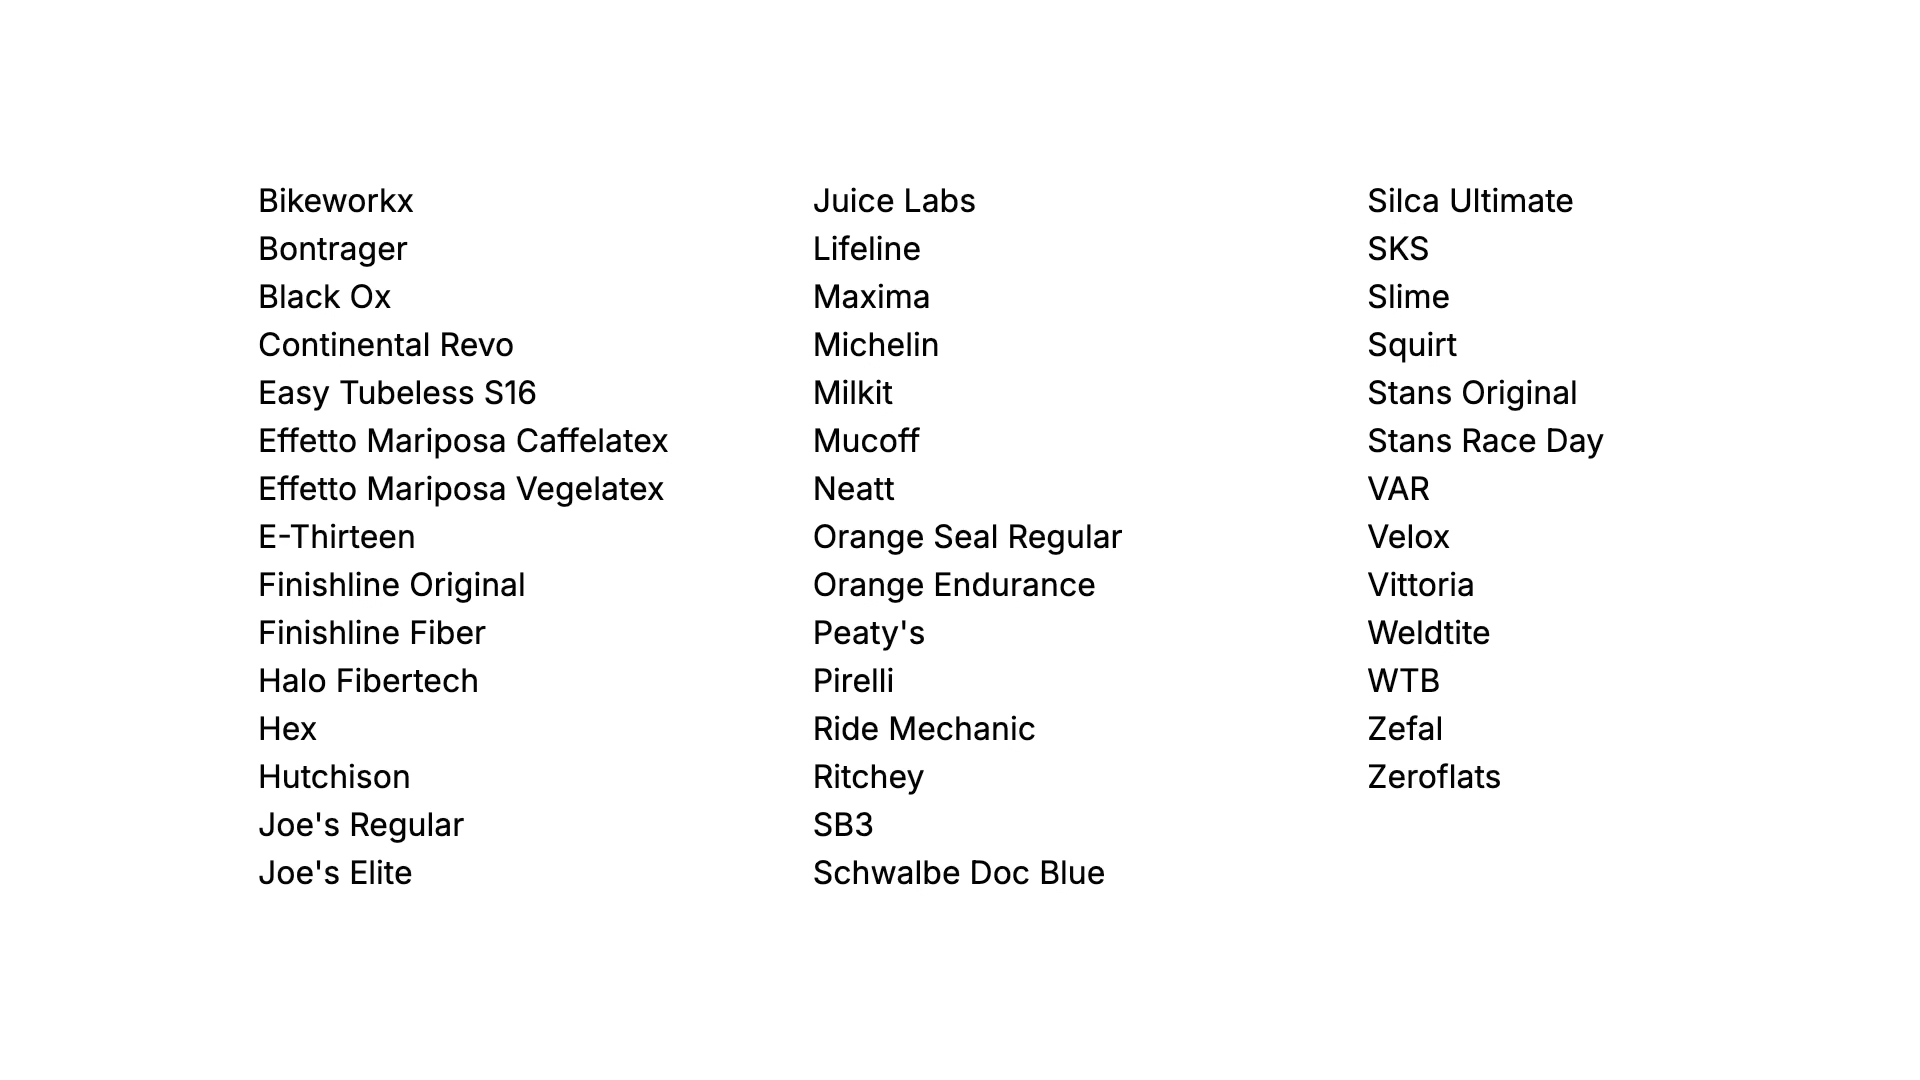 Bikeworkx
Bontrager
Black Ox
Continental Revo
Easy Tubeless S16
Effetto Mariposa Caffelatex
Effetto Mariposa Vegelatex
E-Thirteen
Finishline Original
Finishline Fiber
Halo Fibertech
Hex
Hutchison
Joe's Regular
Joe's Elite
Juice Labs
Lifeline
Maxima
Michelin
Milkit
Mucoff
Neatt
Orange Seal Regular
Orange Endurance
Peaty's
Pirelli
Ride Mechanic
Ritchey
SB3
Schwalbe Doc Blue
Silca Ultimate
SKS
Slime
Squirt
Stans Original
Stans Race Day
VAR
Velox
Vittoria
Weldtite
WTB
Zefal
Zeroflats